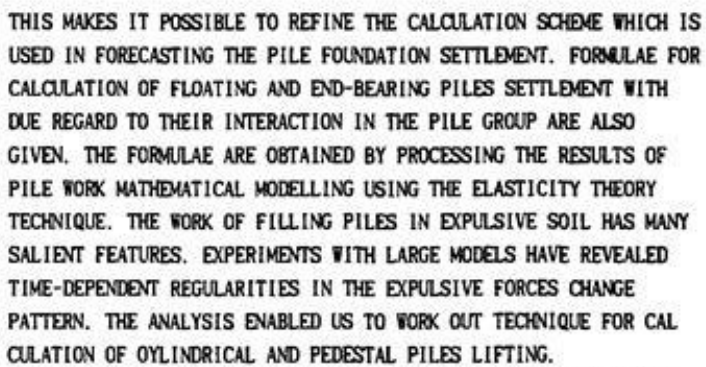 THIS MAKES IT POSSIBLE TO REFINE THE CALCULATION SCHEME WHICH IS
USED IN FORECASTING THE PILE FOUNDATION SETTLEMENT. FORMULAE FOR
CALCULATION OF FLOATING AND END-BEARING PILES SETTLEMENT WITH
DUE REGARD TO THEIR INTERACTION IN THE PILE GROUP ARE ALSO
GIVEN. THE FORMULAE ARE OBTAINED BY PROCESSING THE RESULTS OF
PILE WORK MATHEMATICAL MODELLING USING THE ELASTICITY THEORY
TECHNIQUE. THE WORK OF FILLING PILES IN EXPULSIVE SOIL HAS MANY
SALIENT FEATURES. EXPERIMENTS WITH LARGE MODELS HAVE REVEALED
TIME-DEPENDENT REGULARITIES IN THE EXPULSIVE FORCES CHANGE
PATTERN. THE ANALYSIS ENABLED US TO WORK OUT TECHNIQUE FOR CAL
CULATION OF OYLINDRICAL AND PEDESTAL PILES LIFTING.